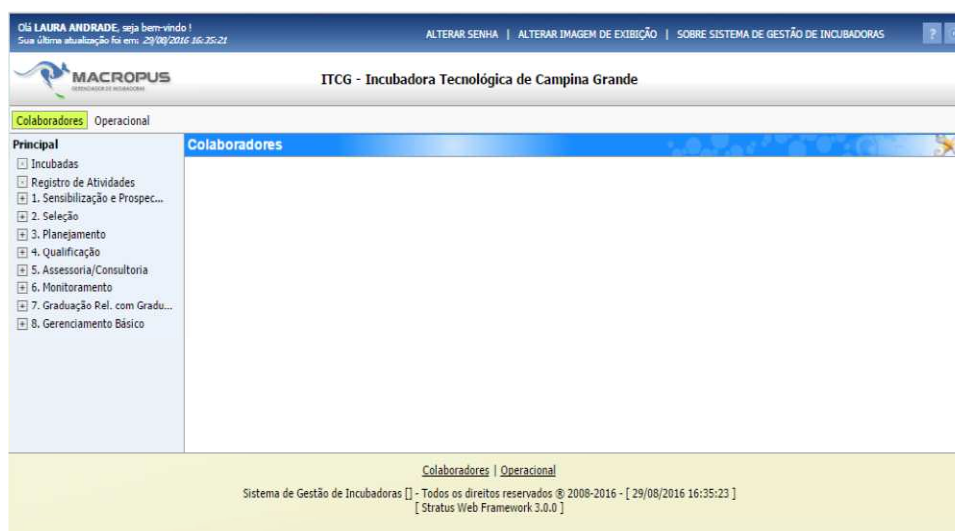 Olá LAURA ANDRADE, seja bem-vindo !
Sua última atualização foi em: 29/08/2016 16:35:21
ALTERAR SENHA | ALTERAR IMAGEM DE EXIBIÇÃO | SOBRE SISTEMA DE GESTÃO DE INCUBADORAS
?
MACROPUS
GERENCIADOR DE INCUBADORAS
ITCG - Incubadora Tecnológica de Campina Grande
Colaboradores Operacional
Principal
Incubadas
Registro de Atividades
1. Sensibilização e Prospec...
2. Seleção
3. Planejamento
4. Qualificação
5. Assessoria/Consultoria
6. Monitoramento
7. Graduação Rel. com Gradu...
8. Gerenciamento Básico
Colaboradores
Colaboradores | Operacional
Sistema de Gestão de Incubadoras [] - Todos os direitos reservados ® 2008-2016 - [ 29/08/2016 16:35:23 ]
[ Stratus Web Framework 3.0.0 ]